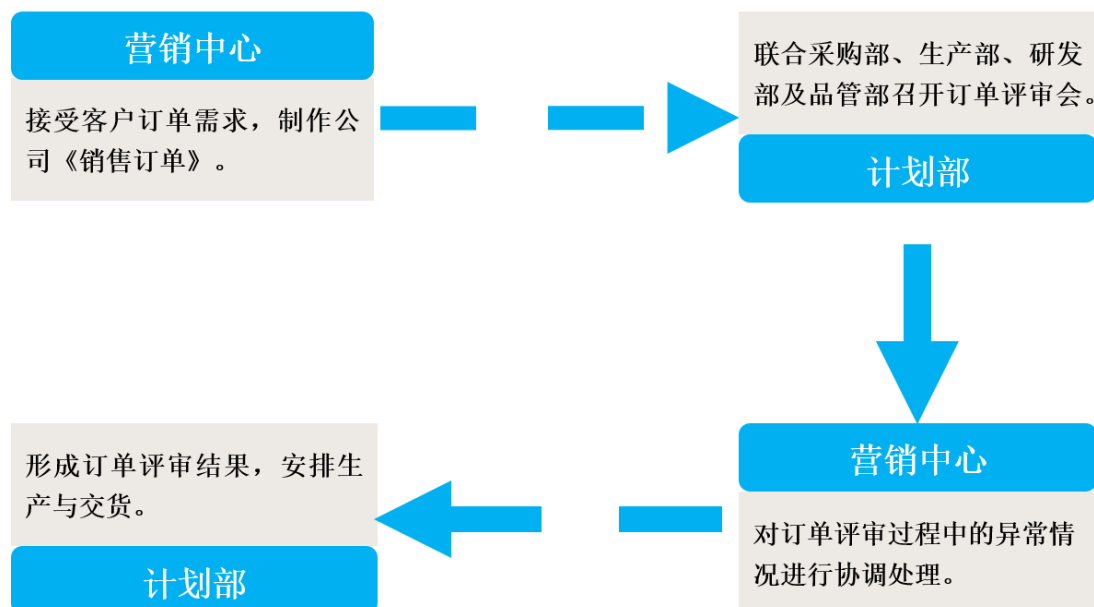 营销中心
接受客户订单需求，制作公
司《销售订单》。
联合采购部、生产部、研发
部及品管部召开订单评审会。
计划部
营销中心
对订单评审过程中的异常情
况进行协调处理。
形成订单评审结果，安排生
产与交货。
计划部